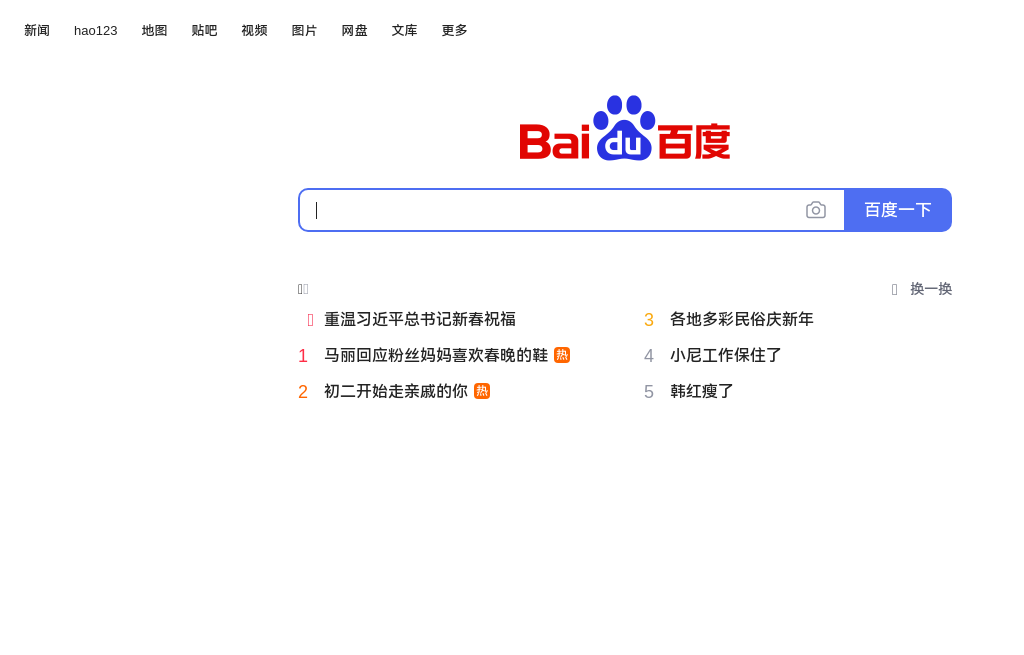 新闻 hao123 地图 贴吧 视频 图片 网盘 文库 更多
Bai du 百度
百度一下
换一换
重温习近平总书记新春祝福
3 各地多彩民俗庆新年
1 马丽回应粉丝妈妈喜欢春晚的鞋 热
4 小尼工作保住了
2 初二开始走亲戚的你 热
5 韩红瘦了